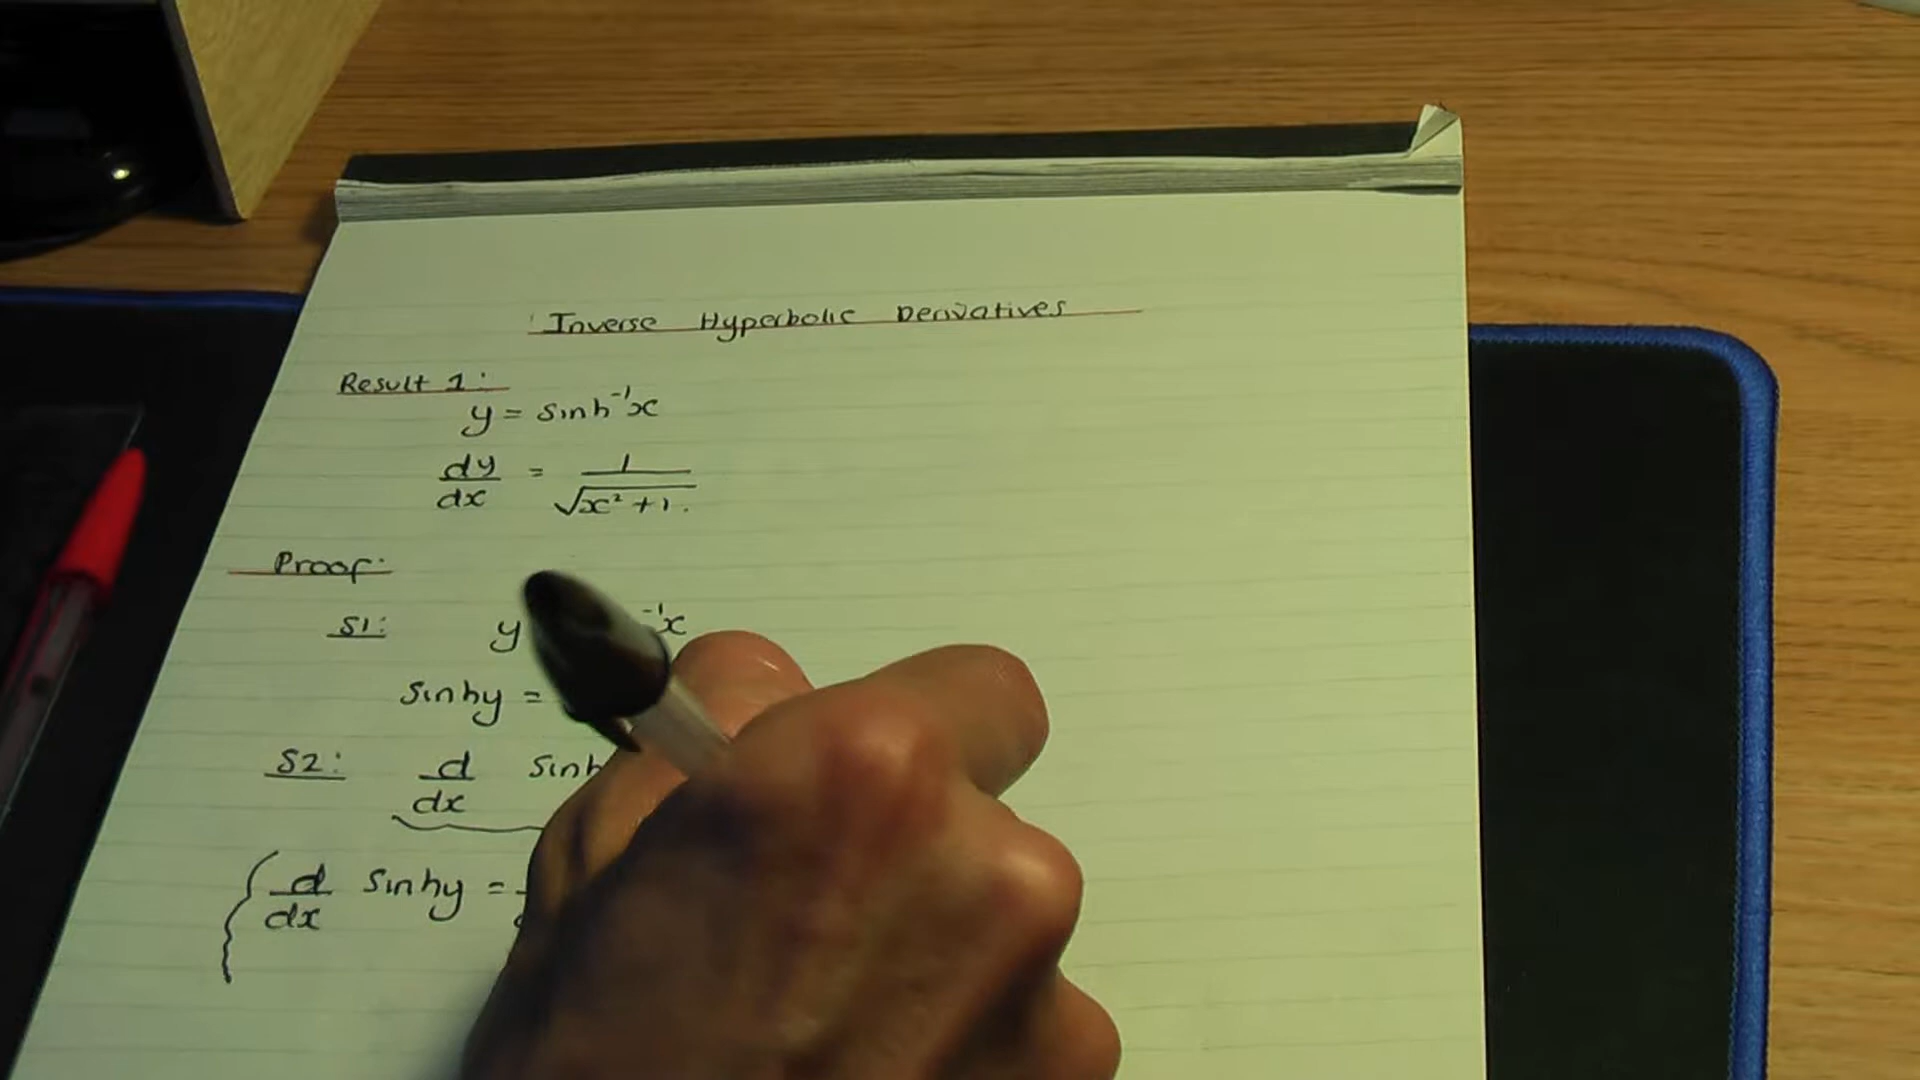 Inverse Hyperbolic Derivatives
Result 1:
y = sinh⁻¹x
dy/dx = 1/√x² + 1.
Proof:
S1: y ⁻¹x
sinhy =
S2: d/dx sinh
d/dx sinhy =